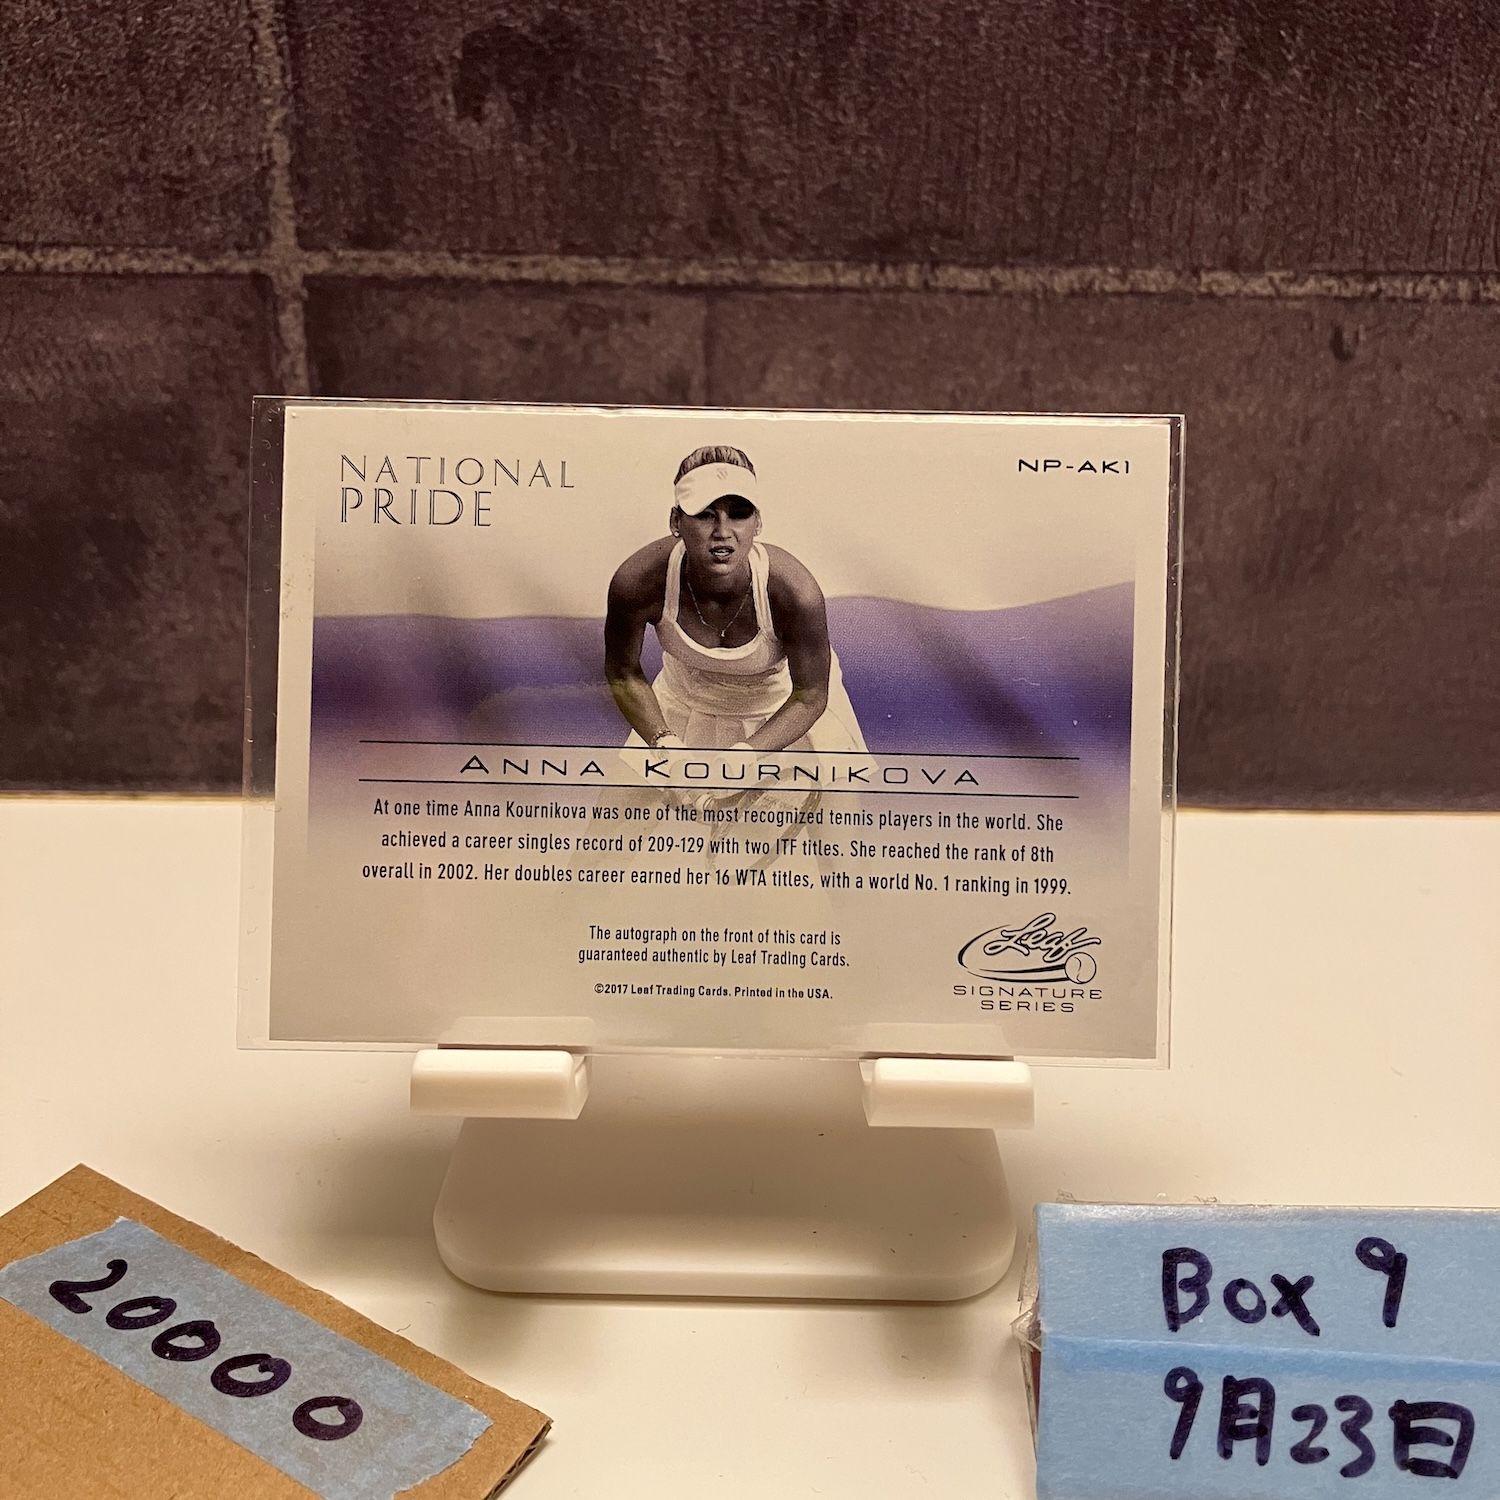 NATIONAL
PRIDE
NP-AK1
ANNA KOURNIKOVA
At one time Anna Kournikova was one of the most recognized tennis players in the world. She
achieved a career singles record of 209-129 with two ITF titles. She reached the rank of 8th
overall in 2002. Her doubles career earned her 16 WTA titles, with a world No. 1 ranking in 1999.
The autograph on the front of this card is
guaranteed authentic by Leaf Trading Cards.
©2017 Leaf Trading Cards. Printed in the USA.
Leaf
SIGNATURE
SERIES
20000
Box 9
9月23日